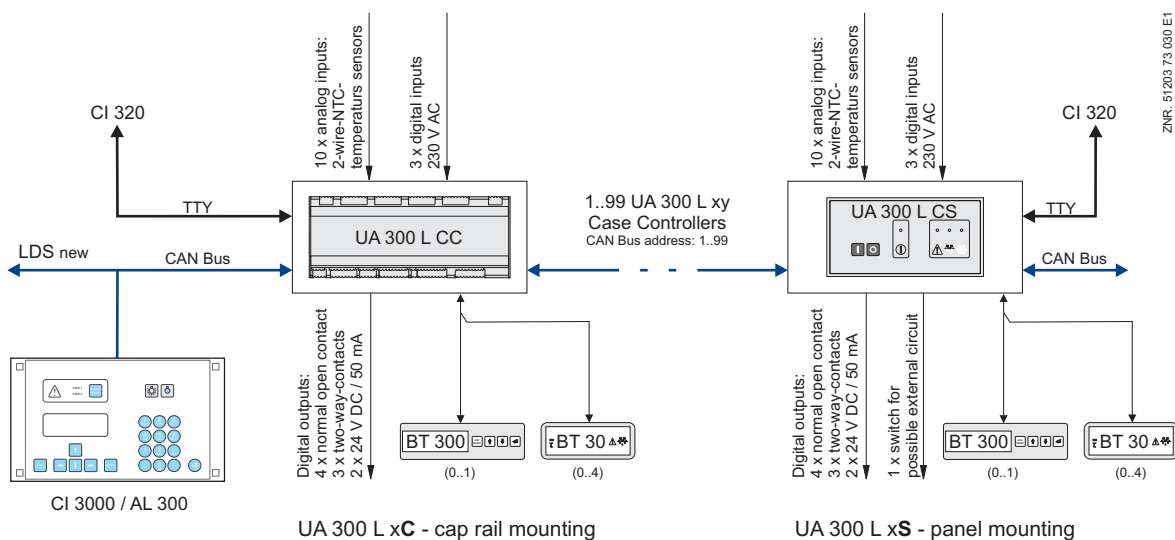 10 x analog inputs:
2-wire-NTC-
temperaturs sensors
3 x digital inputs
230 V AC
10 x analog inputs:
2-wire-NTC-
temperaturs sensors
3 x digital inputs
230 V AC
ZNR. 51203 73 030 E1
CI 320
CI 320
TTY
UA 300 L CC
1..99 UA 300 L xy
Case Controllers
CAN Bus address: 1..99
UA 300 L CS
TTY
LDS new
CAN Bus
CAN Bus
Digital outputs:
4 x normal open contact
3 x two-way-contacts
2 x 24 V DC / 50 mA
BT 300
(0..1)
BT 30
(0..4)
Digital outputs:
4 x normal open contact
3 x two-way-contacts
2 x 24 V DC / 50 mA
1 x switch for
possible external circuit
BT 300
(0..1)
BT 30
(0..4)
CI 3000 / AL 300
UA 300 L xC - cap rail mounting
UA 300 L xS - panel mounting